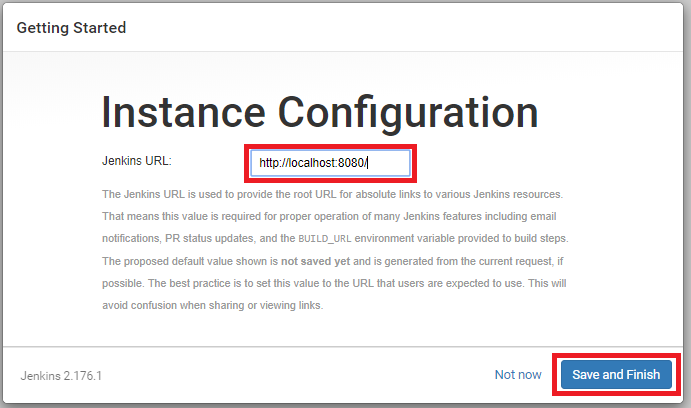 Getting Started
Instance Configuration
Jenkins URL: http://localhost:8080/
The Jenkins URL is used to provide the root URL for absolute links to various Jenkins resources.
That means this value is required for proper operation of many Jenkins features including email
notifications, PR status updates, and the BUILD_URL environment variable provided to build steps.
The proposed default value shown is not saved yet and is generated from the current request, if
possible. The best practice is to set this value to the URL that users are expected to use. This will
avoid confusion when sharing or viewing links.
Jenkins 2.176.1 Not now Save and Finish